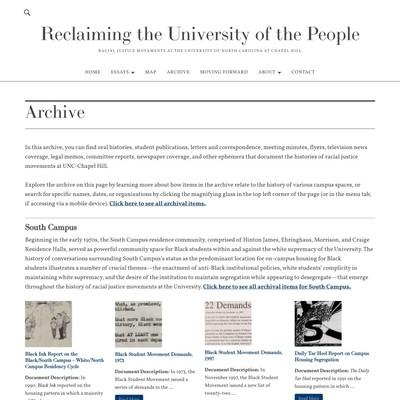 Reclaiming the University of the People
RACIAL JUSTICE MOVEMENTS AT THE UNIVERSITY OF NORTH CAROLINA AT CHAPEL HILL
HOME ESSAYS MAP ARCHIVE MOVING FORWARD ABOUT CONTACT
Archive
In this archive, you can find oral histories, student publications, letters and correspondence, meeting minutes, flyers, television news
coverage, legal memos, committee reports, newspaper coverage, and other ephemera that document the histories of racial justice
movements at UNC-Chapel Hill.
Explore the archive on this page by learning more about how items in the archive relate to the history of various campus spaces, or
search for specific names, dates, or organizations by clicking the magnifying glass in the top left corner of the page (or in the menu tab,
if accessing via a mobile device). Click here to see all archival items.
South Campus
Beginning in the early 1970s, the South Campus residence community, comprised of Hinton James, Ehringhaus, Morrison, and Craige
Residence Halls, served as powerful community space for Black students within and against the white supremacy of the University. The
history of conversations surrounding South Campus's status as the predominant location for on-campus housing for Black
students illustrates a number of crucial themes—the enactment of anti-Black institutional policies, white students' complicity in
maintaining white supremacy, and the desire of the institution to maintain segregation while appearing to desegregate—that emerge
throughout the history of racial justice movements at the University. Click here to see all archival items for South Campus.
22 Demands
Black Ink Report on the
Black/South Campus – White/North
Campus Residency Cycle
Document Description: In
1990, Black Ink reported on the
housing pattern in which a majority
Black Student Movement Demands,
1973
Document Description: In 1973, the
Black Student Movement issued a
series of demands to the ...
Read More
Black Student Movement Demands,
1997
Document Description: In
November 1997, the Black Student
Movement issued a new list of
twenty-two ...
Daily Tar Heel Report on Campus
Housing Segregation
Document Description: The Daily
Tar Heel reported in 1991 on the
housing pattern in which a ...
Read More